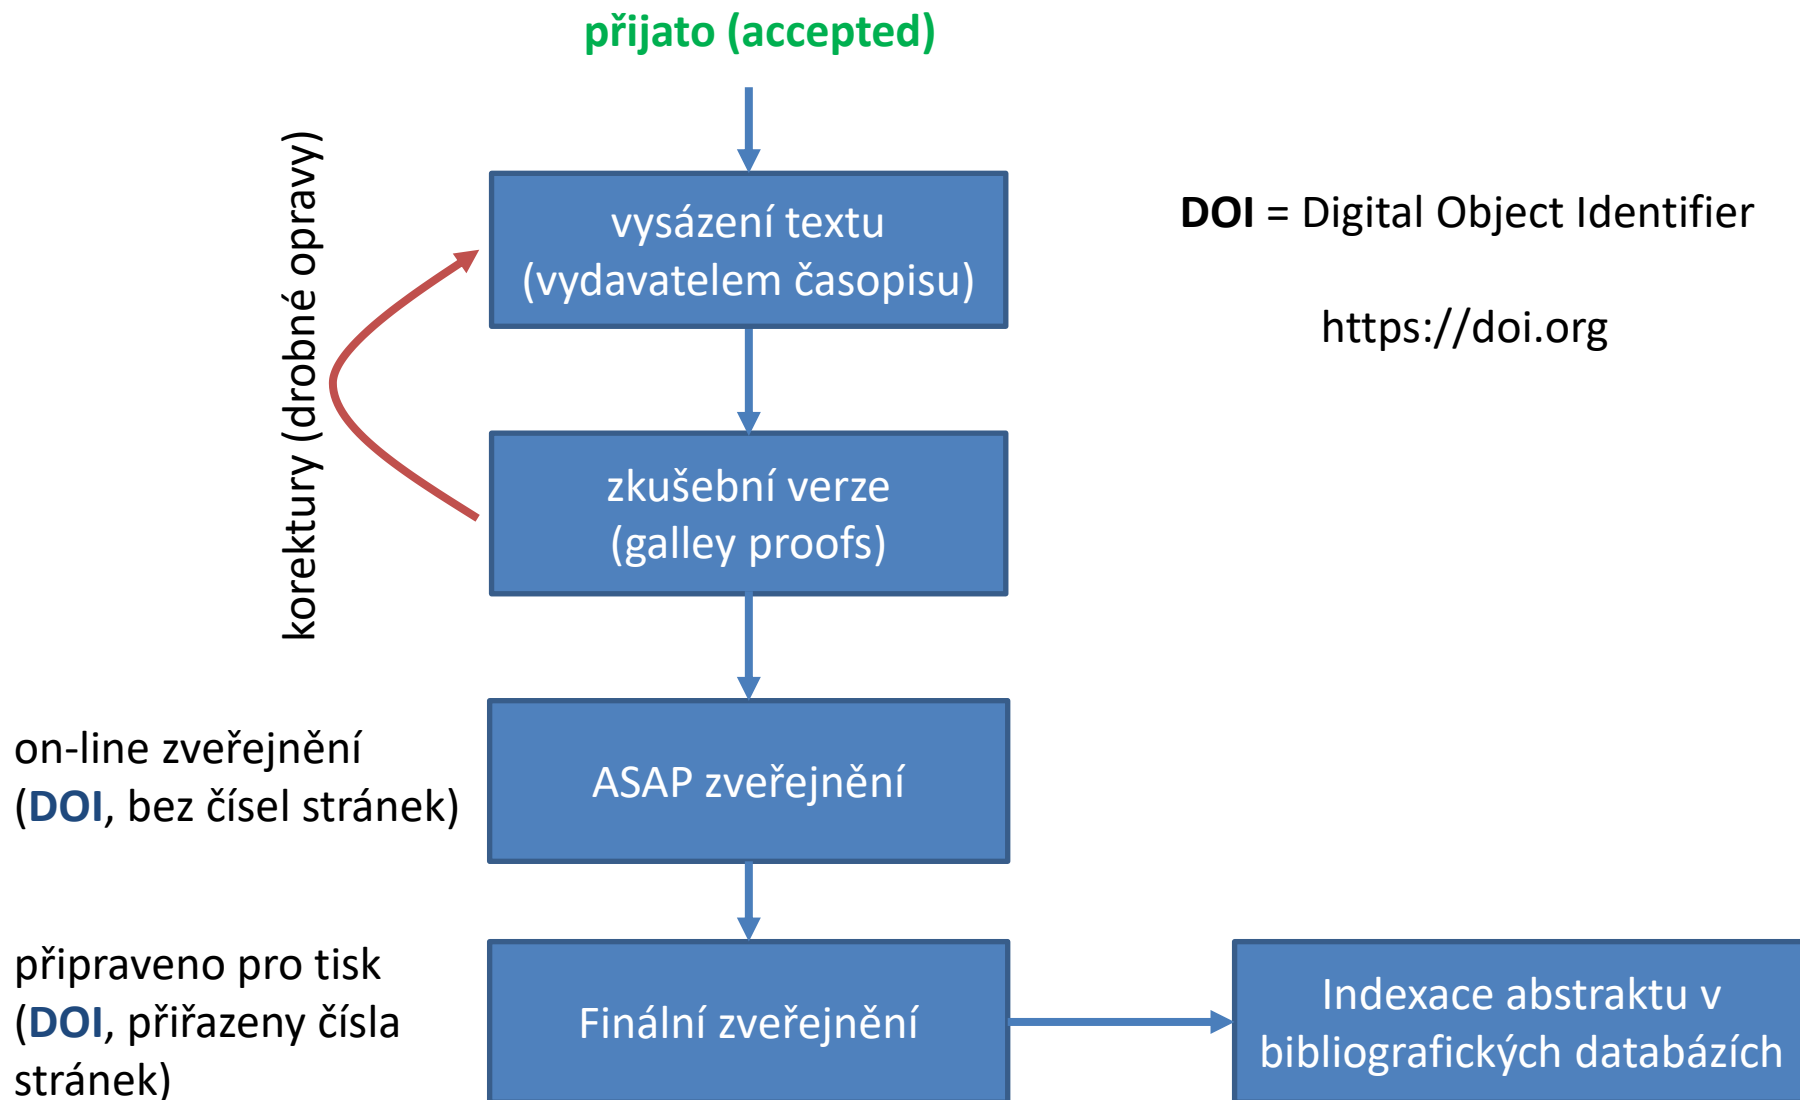 přijato (accepted)
korektury (drobné opravy)
vysázení textu
(vydavatelem časopisu)
DOI = Digital Object Identifier
https://doi.org
zkušební verze
(galley proofs)
on-line zveřejnění
(DOI, bez čísel stránek)
ASAP zveřejnění
připraveno pro tisk
(DOI, přiřazeny čísla
stránek)
Finální zveřejnění
Indexace abstraktu v
bibliografických databázích